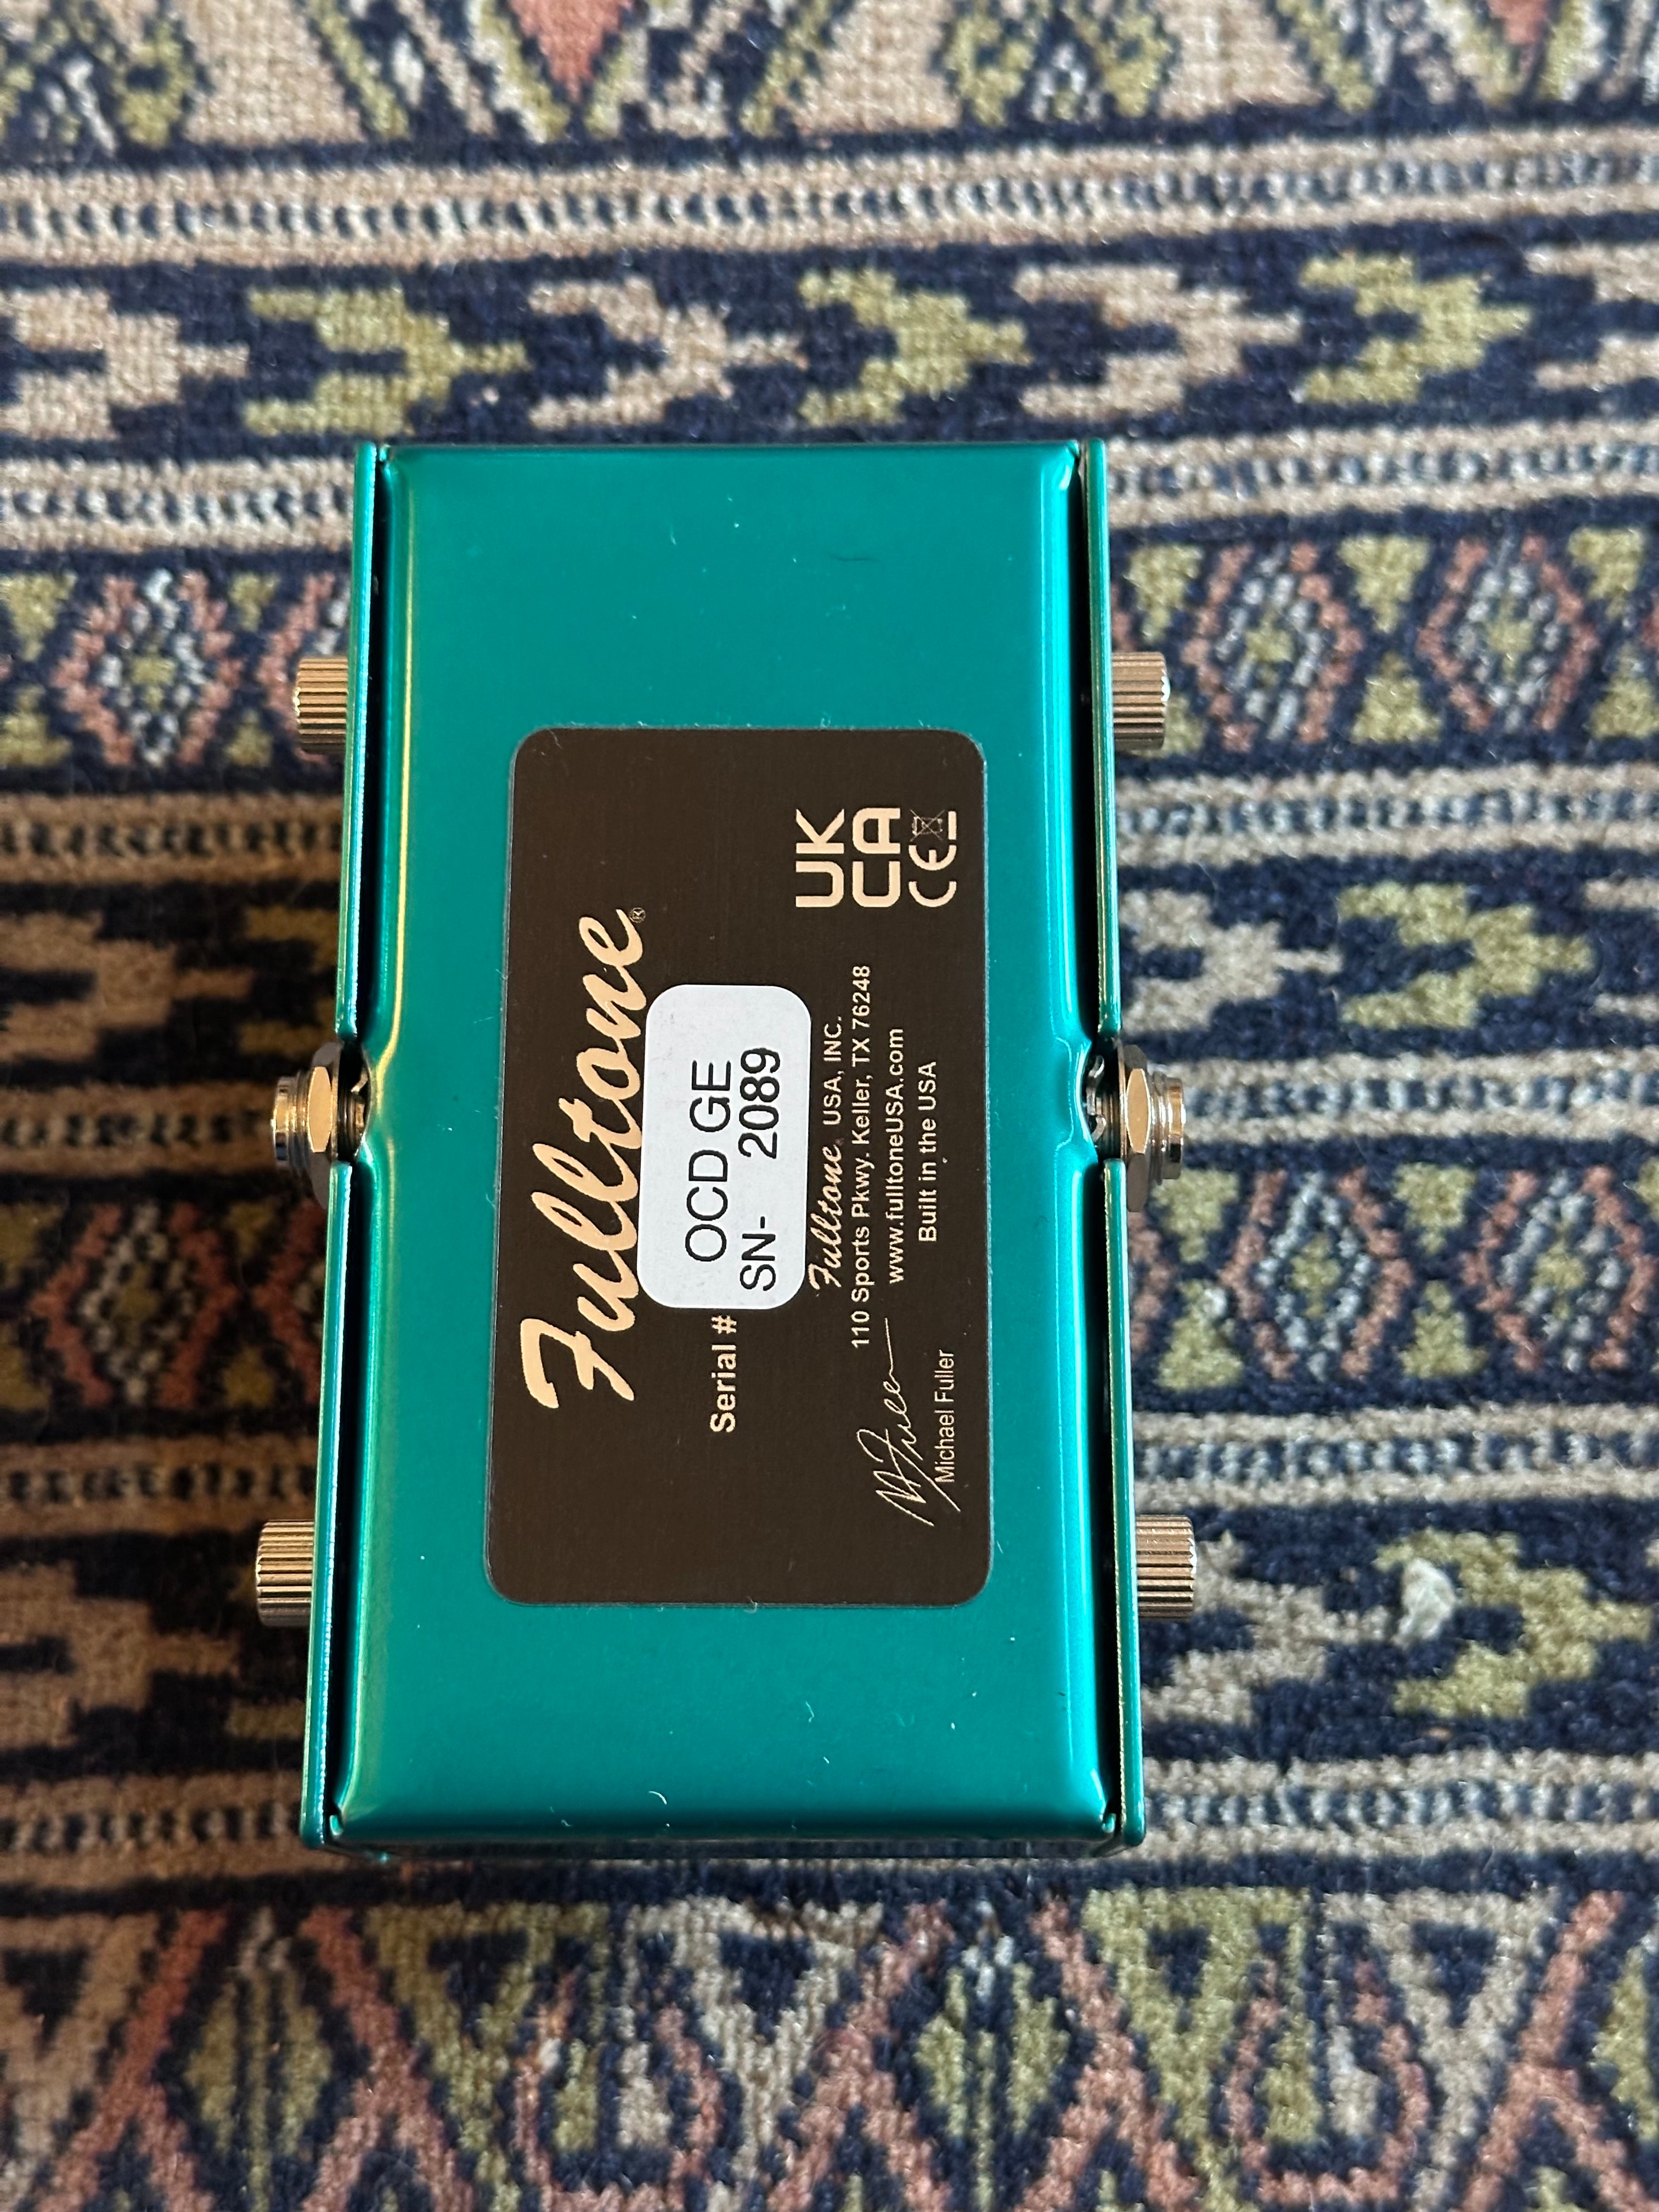 Fulltone®
Serial #
OCD GE
SN- 2089
Fulltone USA, INC.
110 Sports Pkwy. Keller, TX 76248
www.fulltoneUSA.com
Built in the USA
M Fuller
Michael Fuller
UK
CA
CE